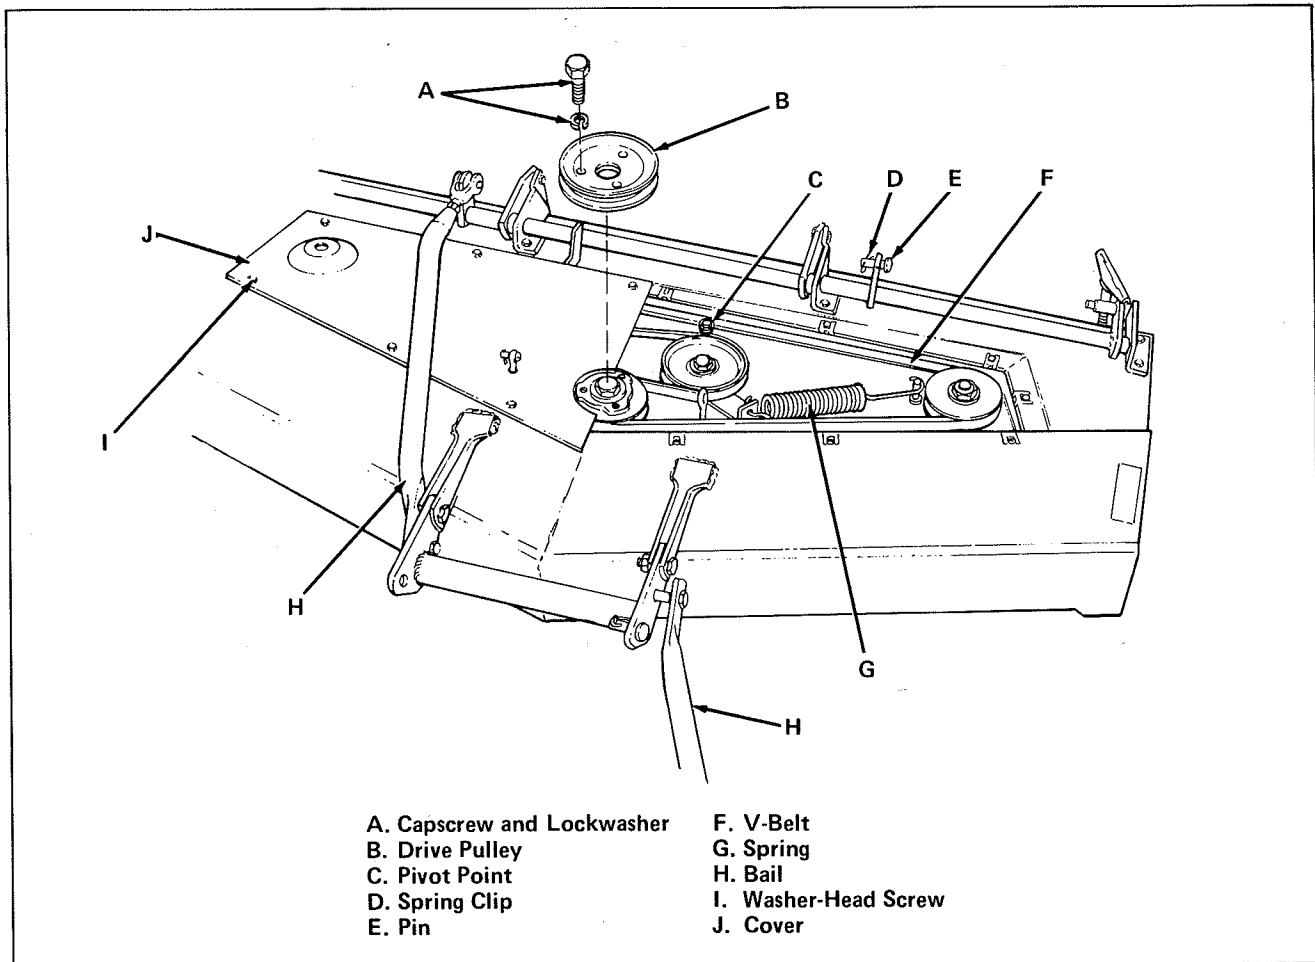 A
B
C
D
E
F
J
I
H
G
H
A. Capscrew and Lockwasher
B. Drive Pulley
C. Pivot Point
D. Spring Clip
E. Pin
F. V-Belt
G. Spring
H. Bail
I. Washer-Head Screw
J. Cover